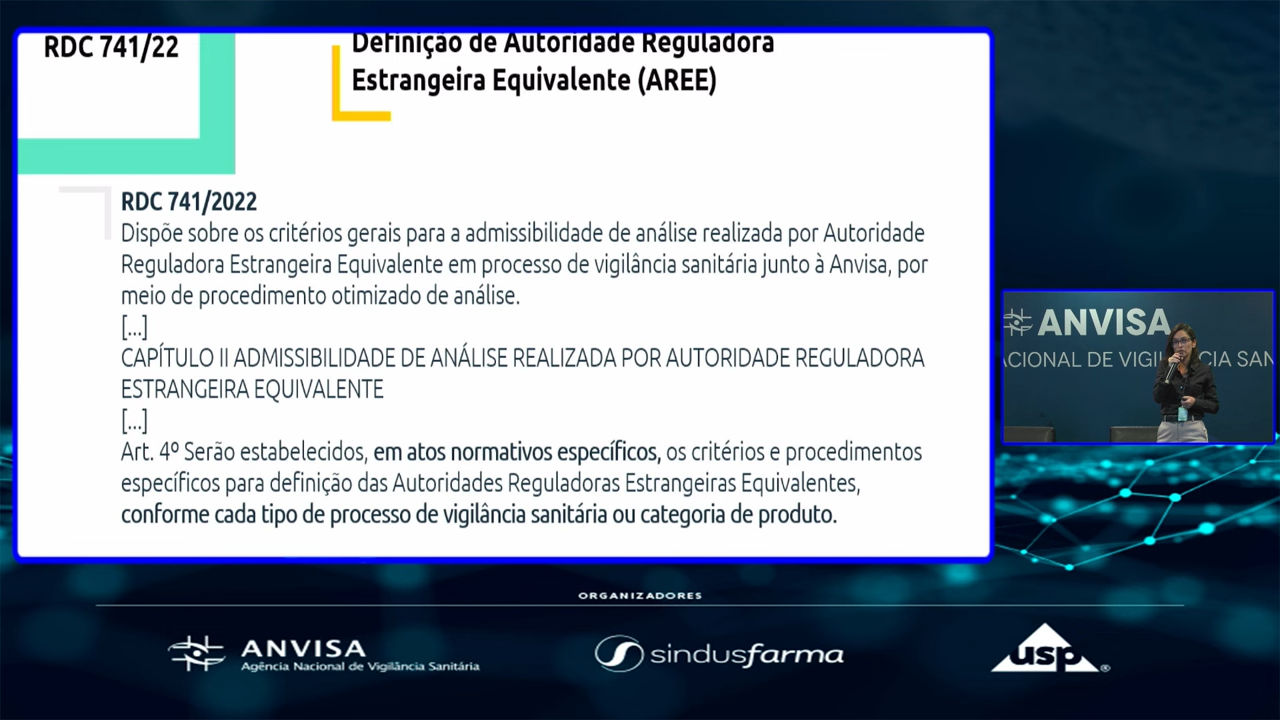 RDC 741/22
Definição de Autoridade Reguladora
Estrangeira Equivalente (AREE)
RDC 741/2022
Dispõe sobre os critérios gerais para a admissibilidade de análise realizada por Autoridade
Reguladora Estrangeira Equivalente em processo de vigilância sanitária junto à Anvisa, por
meio de procedimento otimizado de análise.
[...]
CAPÍTULO II ADMISSIBILIDADE DE ANÁLISE REALIZADA POR AUTORIDADE REGULADORA
ESTRANGEIRA EQUIVALENTE
[...]
Art. 4º Serão estabelecidos, em atos normativos específicos, os critérios e procedimentos
específicos para definição das Autoridades Reguladoras Estrangeiras Equivalentes,
conforme cada tipo de processo de vigilância sanitária ou categoria de produto.
ANVISA
ACIONAL DE VIGILÂNCIA SAN
ORGANIZADORES
ANVISA
Agência Nacional de Vigilância Sanitária
sindusfarma
usp®